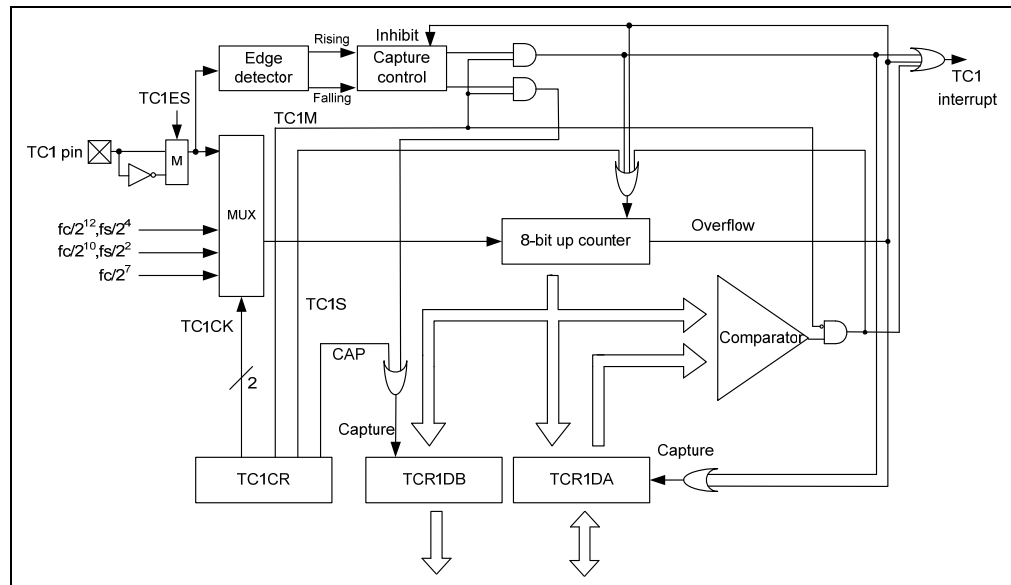 Rising
Inhibit
Edge
detector
Capture
control
Falling
TC1
interrupt
TC1ES
TC1M
TC1 pin
M
MUX
fc/2^12,fs/2^4
fc/2^10,fs/2^2
fc/2^7
8-bit up counter
Overflow
TC1S
TC1CK
Comparator
CAP
2
Capture
Capture
TC1CR
TCR1DB
TCR1DA